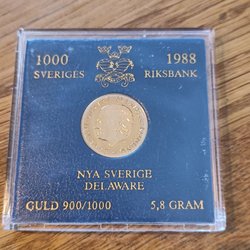 1000 1988
SVERIGES RIKSBANK
NYA SVERIGE
DELAWARE
GULD 900/1000 5,8 GRAM